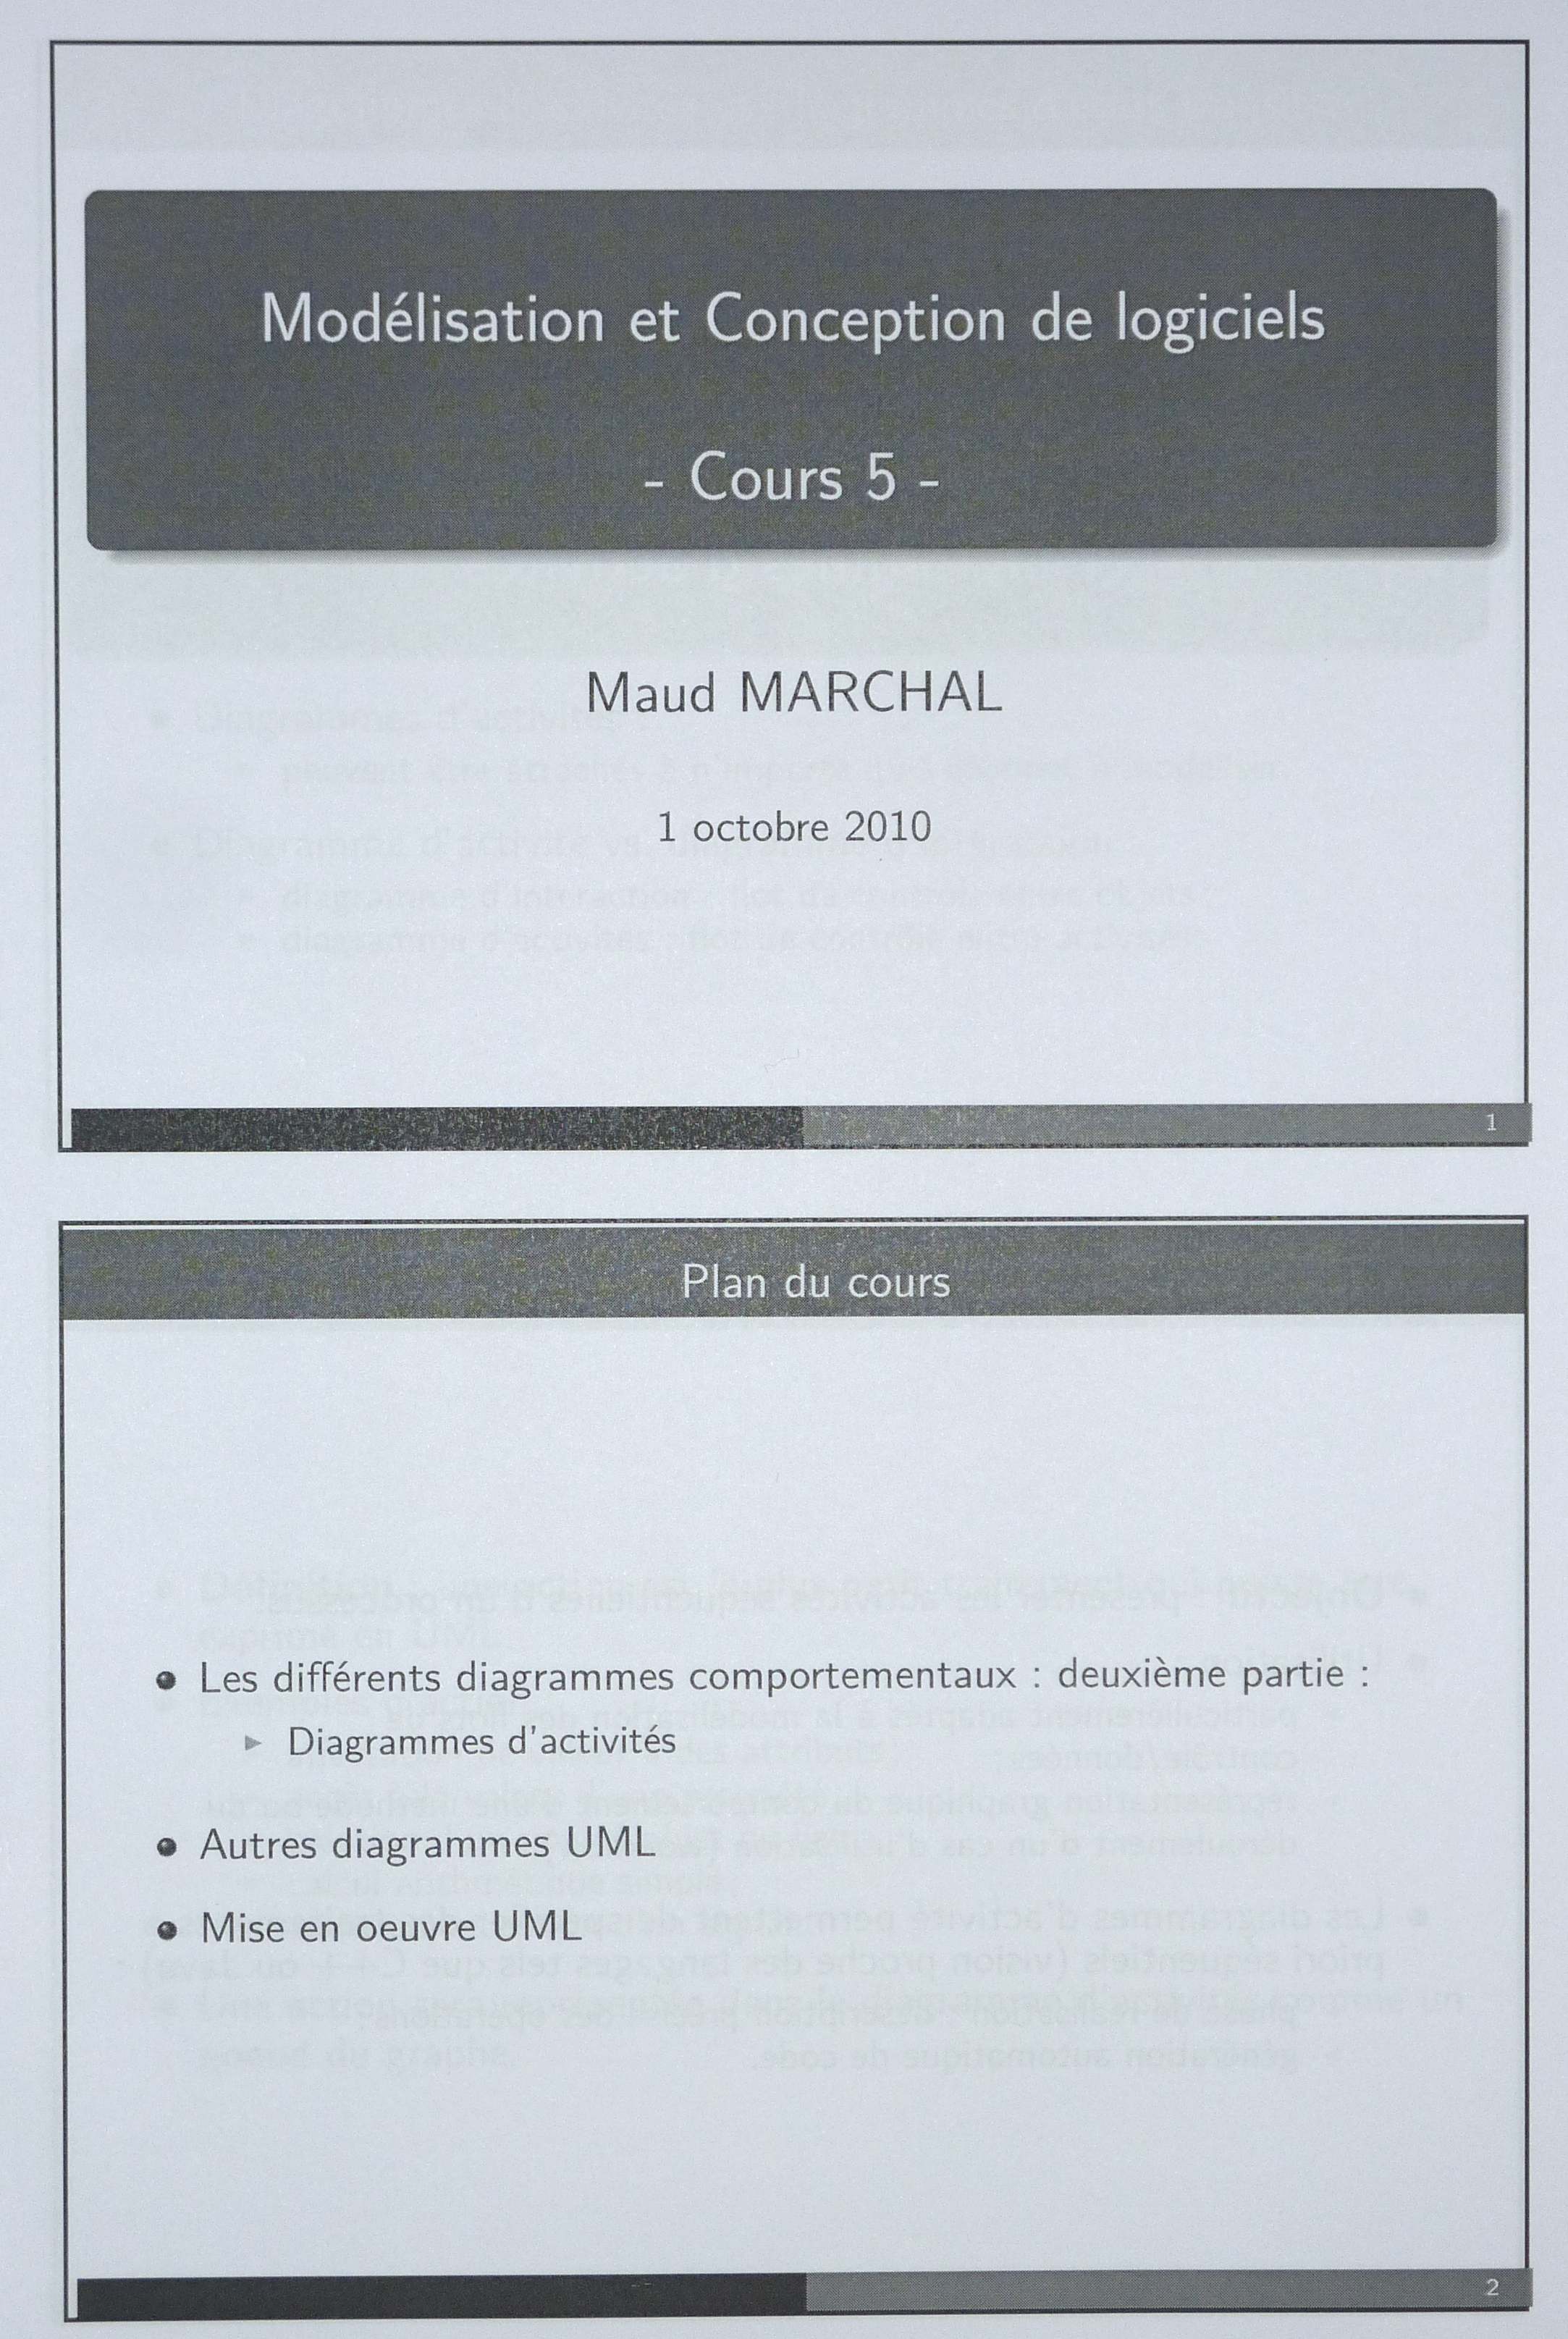 Modélisation et Conception de logiciels
- Cours 5 -
Maud MARCHAL
1 octobre 2010
1
Plan du cours
● Les différents diagrammes comportementaux : deuxième partie :
▶ Diagrammes d'activités
● Autres diagrammes UML
● Mise en oeuvre UML
2